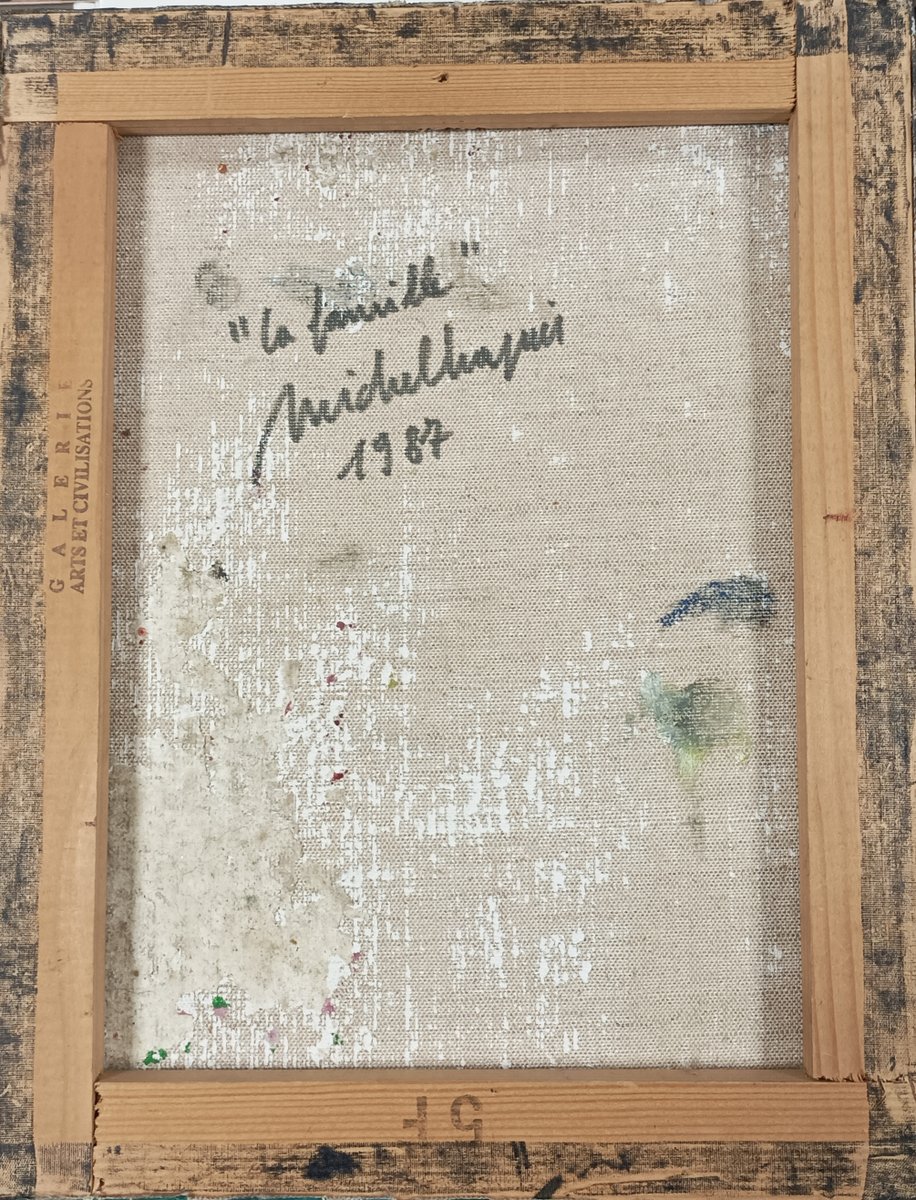 "La famille"
1987
GALERIE
ARTS ET CIVILISATIONS
5F